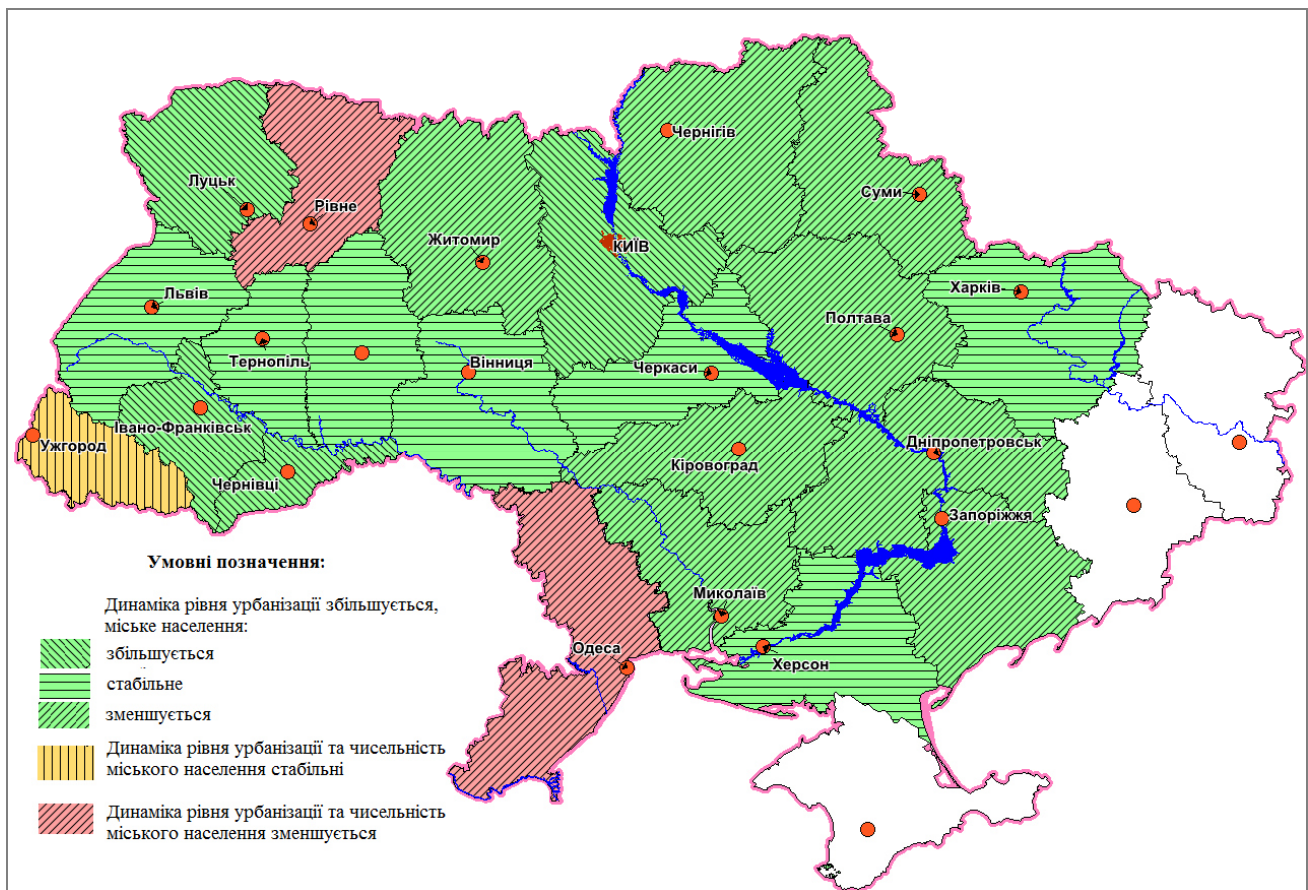 Чернігів
Луцьк
Суми
Рівне
Житомир
КИЇВ
Харків
Львів
Полтава
Тернопіль
Вінниця
Черкаси
Івано-Франківськ
Ужгород
Дніпропетровськ
Кіровоград
Чернівці
Запоріжжя
Миколаїв
Одеса
Херсон
Умовні позначення:
Динаміка рівня урбанізації збільшується,
міське населення:
збільшується
стабільне
зменшується
Динаміка рівня урбанізації та чисельність
міського населення стабільні
Динаміка рівня урбанізації та чисельність
міського населення зменшується